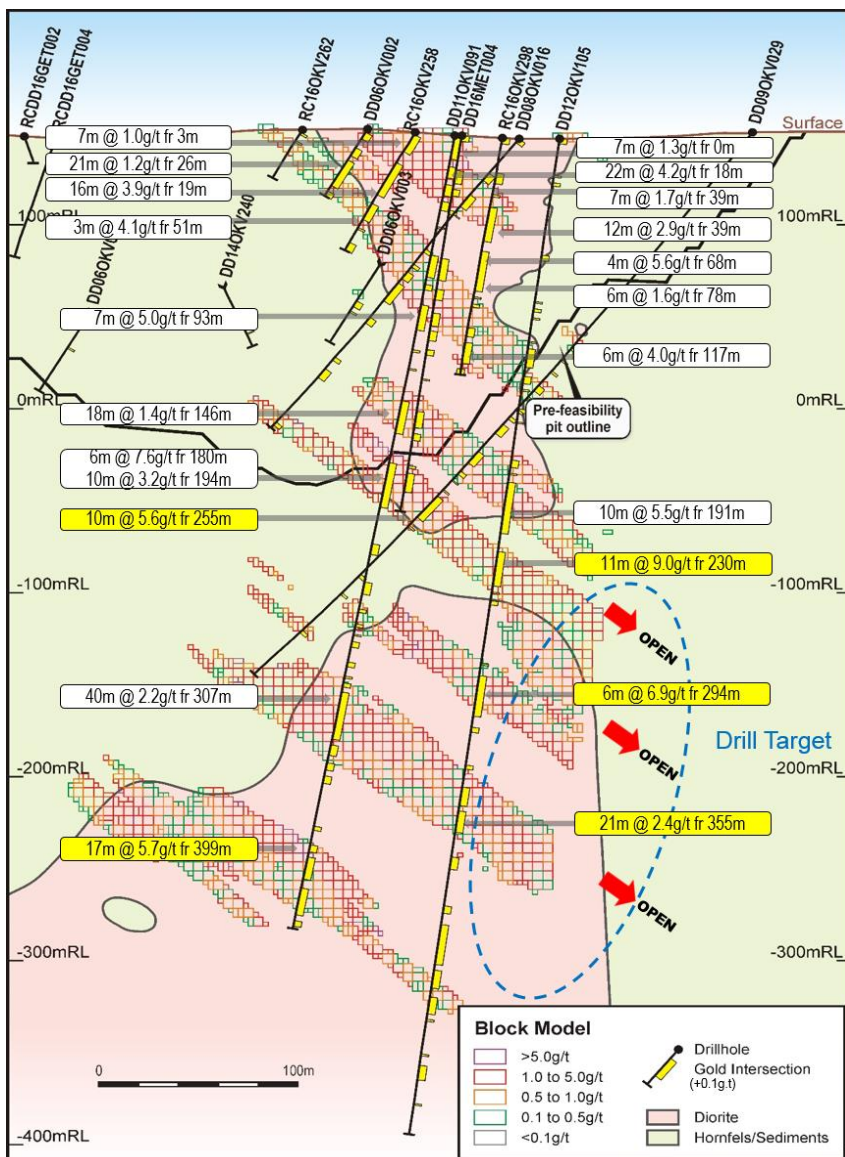 RCDD16GET002
RCDD16GET004
RC16OKV262
DD06OKV002
RC16OKV258
DD11OKV091
DD16MET004
RC16OKV298
DD08OKV016
DD12OKV105
DD09OKV029
Surface
7m @ 1.0g/t fr 3m
21m @ 1.2g/t fr 26m
16m @ 3.9g/t fr 19m
3m @ 4.1g/t fr 51m
7m @ 1.3g/t fr 0m
22m @ 4.2g/t fr 18m
7m @ 1.7g/t fr 39m
12m @ 2.9g/t fr 39m
4m @ 5.6g/t fr 68m
6m @ 1.6g/t fr 78m
100mRL
100mRL
DD06OKV003
DD14OKV240
7m @ 5.0g/t fr 93m
6m @ 4.0g/t fr 117m
0mRL
0mRL
Pre-feasibility
pit outline
18m @ 1.4g/t fr 146m
6m @ 7.6g/t fr 180m
10m @ 3.2g/t fr 194m
10m @ 5.6g/t fr 255m
10m @ 5.5g/t fr 191m
11m @ 9.0g/t fr 230m
-100mRL
-100mRL
OPEN
40m @ 2.2g/t fr 307m
6m @ 6.9g/t fr 294m
Drill Target
OPEN
-200mRL
-200mRL
21m @ 2.4g/t fr 355m
17m @ 5.7g/t fr 399m
OPEN
-300mRL
-300mRL
-400mRL
0
100m
Block Model
>5.0g/t
1.0 to 5.0g/t
0.5 to 1.0g/t
0.1 to 0.5g/t
<0.1g/t
Drillhole
Gold Intersection
(+0.1g.t)
Diorite
Hornfels/Sediments